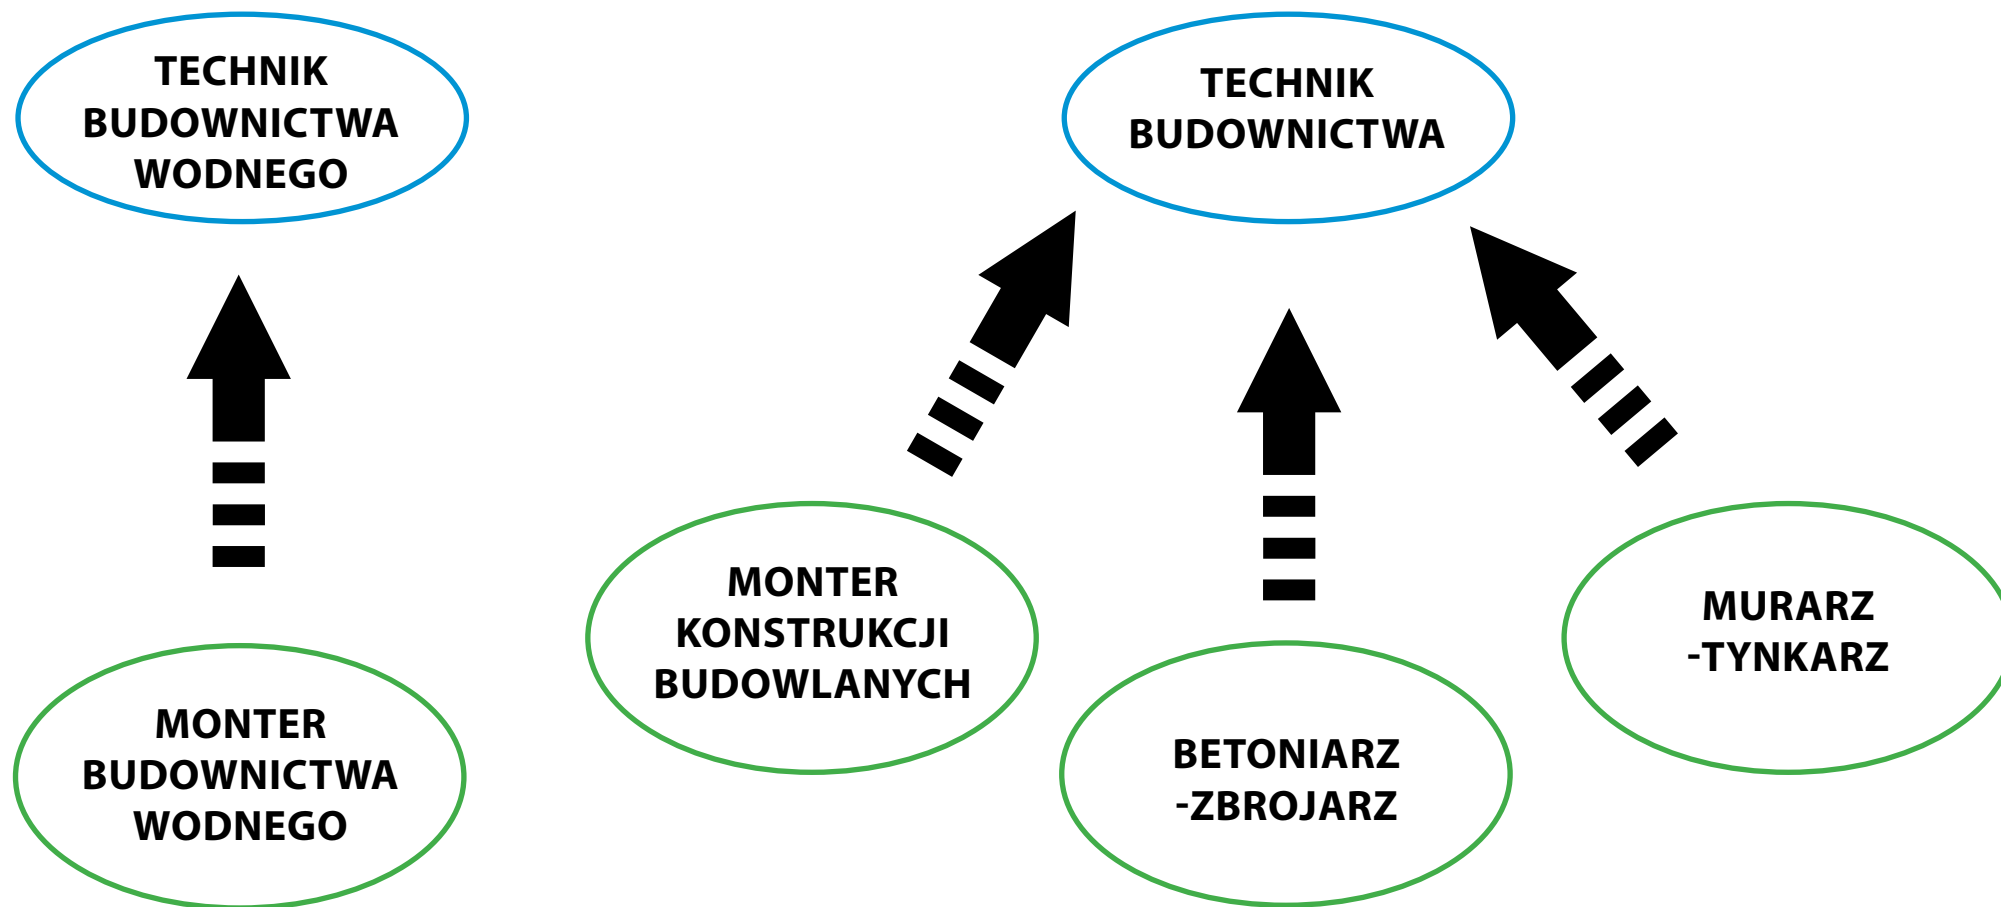 TECHNIK
BUDOWNICTWA
WODNEGO
TECHNIK
BUDOWNICTWA
MONTER
KONSTRUKCJI
BUDOWLANYCH
MURARZ
-TYNKARZ
MONTER
BUDOWNICTWA
WODNEGO
BETONIARZ
-ZBROJARZ